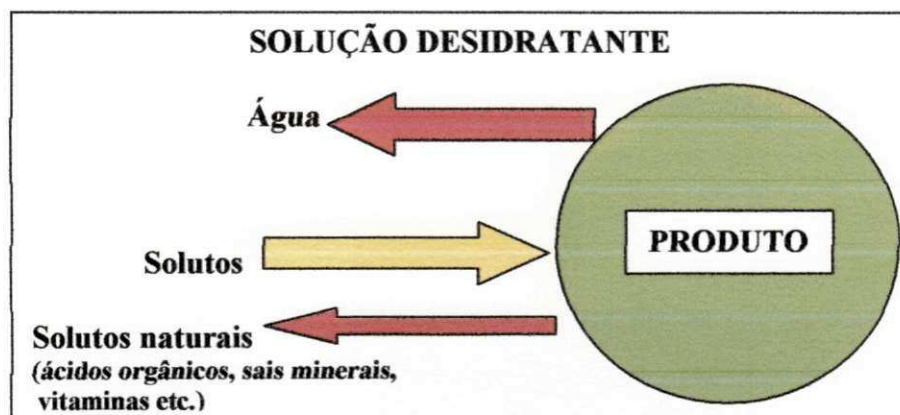 SOLUÇÃO DESIDRATANTE
Água
PRODUTO
Solutos
Solutos naturais
(ácidos orgânicos, sais minerais,
vitaminas etc.)